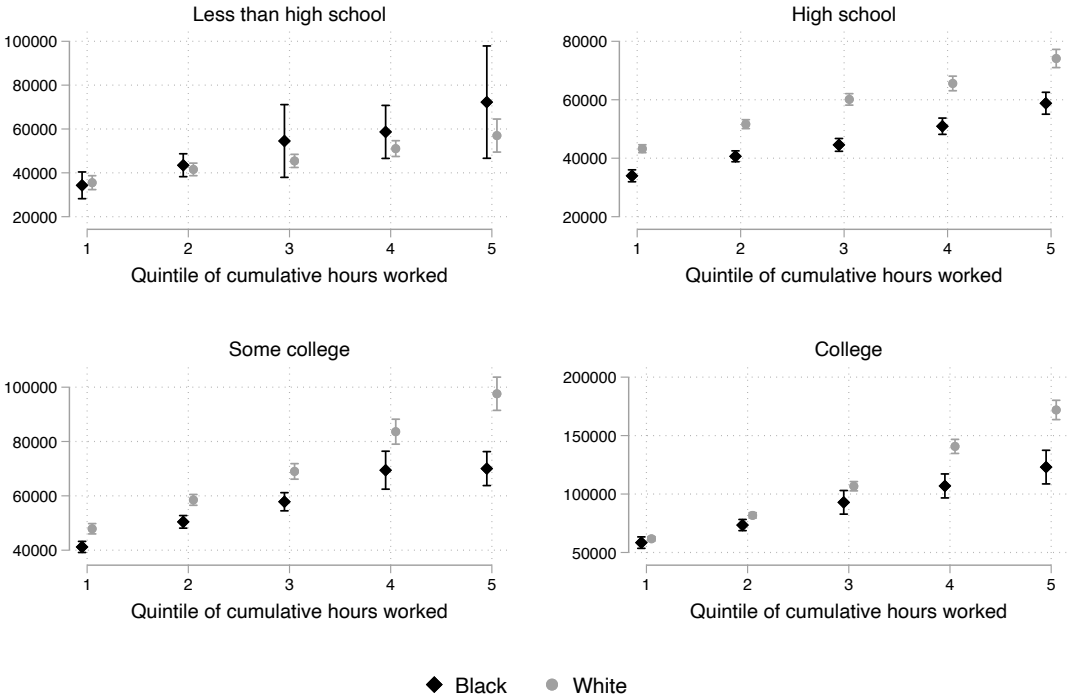 Less than high school
100000
80000
60000
40000
20000
1 2 3 4 5
Quintile of cumulative hours worked
High school
80000
60000
40000
20000
1 2 3 4 5
Quintile of cumulative hours worked
Some college
100000
80000
60000
40000
1 2 3 4 5
Quintile of cumulative hours worked
College
200000
150000
100000
50000
1 2 3 4 5
Quintile of cumulative hours worked
Black White